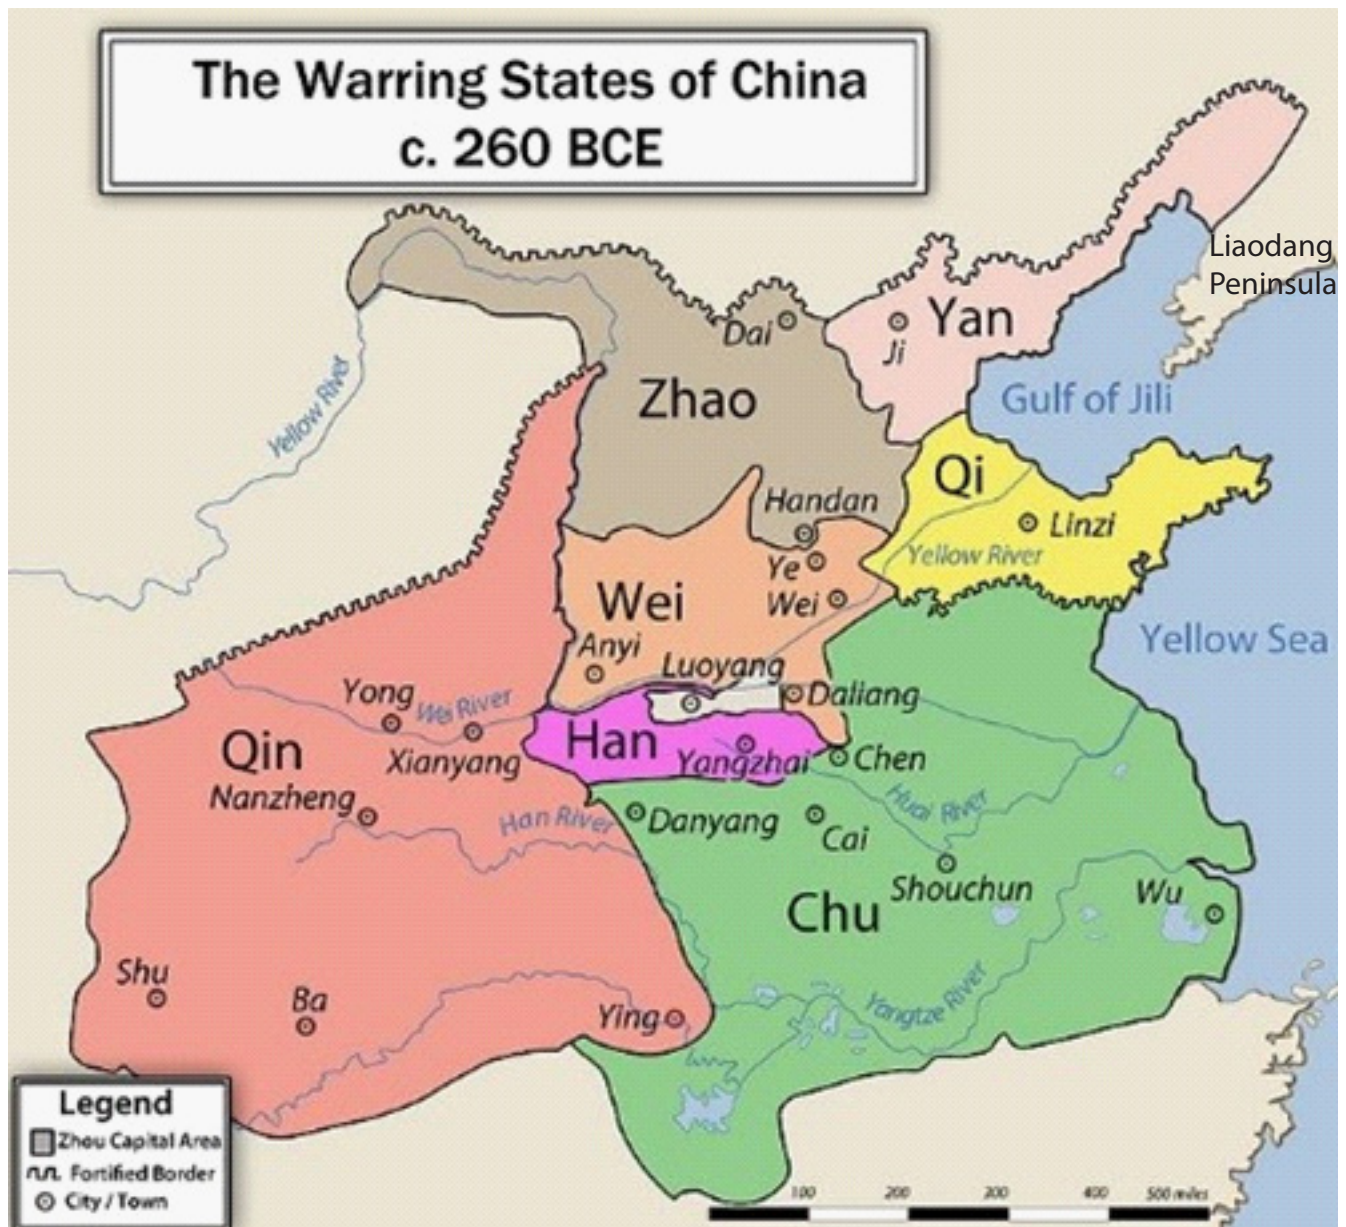 The Warring States of China
c. 260 BCE
Liaodang
Peninsula
Yan
Dai
Ji
Yellow River
Zhao
Gulf of Jili
Qi
Handan
Linzi
Yellow River
Ye
Wei
Wei
Yellow Sea
Anyi
Luoyang
Yong
Wei River
Daliang
Qin
Han
Xianyang
Yangzhai
Chen
Nanzheng
Han River
Huai River
Danyang
Cai
Shouchun
Chu
Wu
Shu
Ba
Ying
Yangtze River
Legend
Zhou Capital Area
Fortified Border
City / Town
100 200 200 400 500 miles